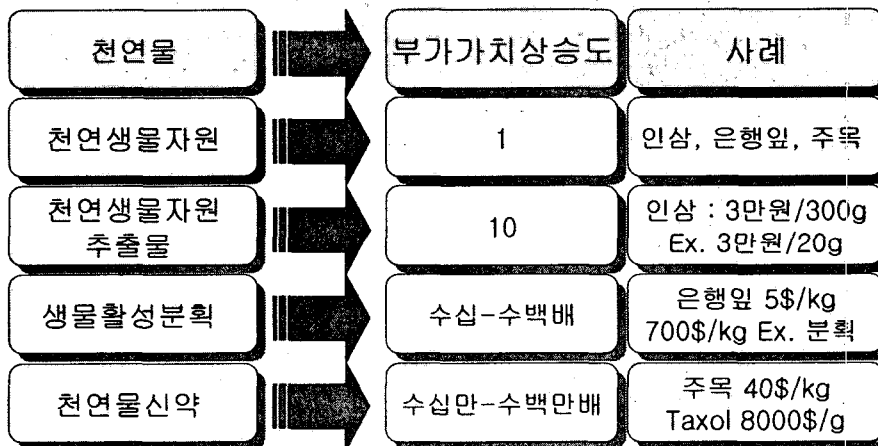 천연물 부가가치상승도 사례
천연생물자원 1 인삼, 은행잎, 주목
천연생물자원
추출물
10
인삼 : 3만원/300g
Ex. 3만원/20g
생물활성분획
수십-수백배
은행잎 5$/kg
700$/kg Ex. 분획
천연물신약
수십만-수백만배
주목 40$/kg
Taxol 8000$/g